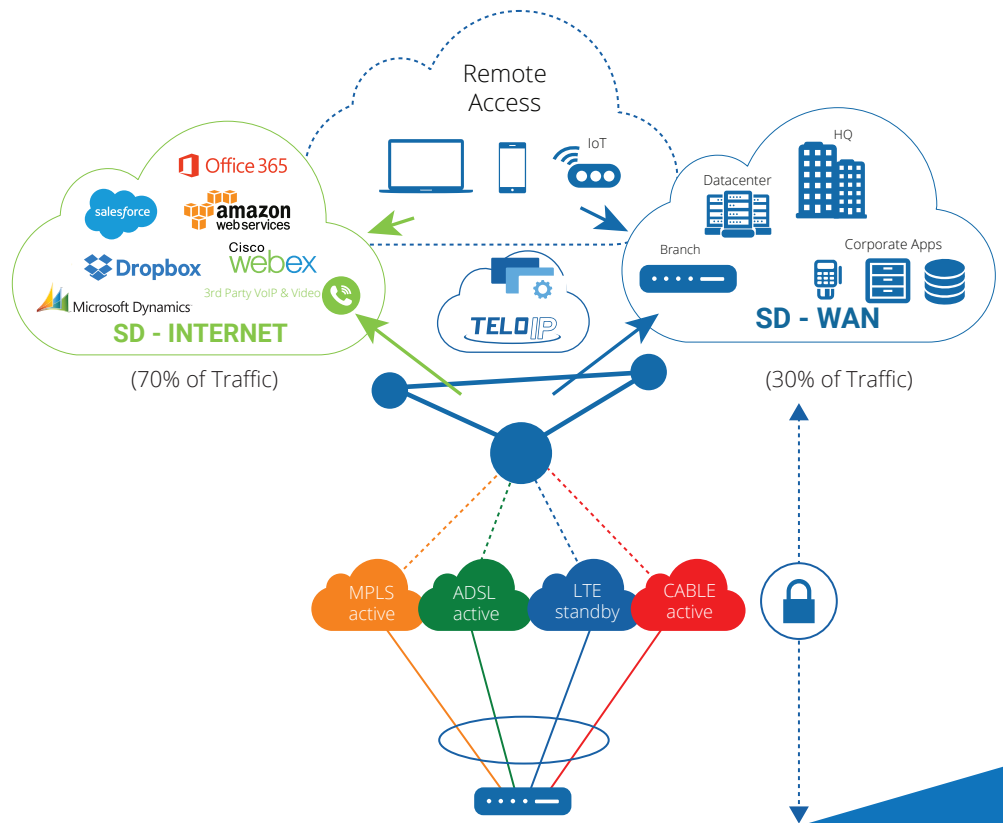 Remote
Access
IoT
HQ
Datacenter
Branch
Corporate Apps
SD - WAN
(30% of Traffic)
Office 365
salesforce
amazon
webservices
Dropbox
Cisco
webex
3rd Party VoIP & Video
Microsoft Dynamics
SD - INTERNET
(70% of Traffic)
TELOIP
MPLS
active
ADSL
active
LTE
standby
CABLE
active